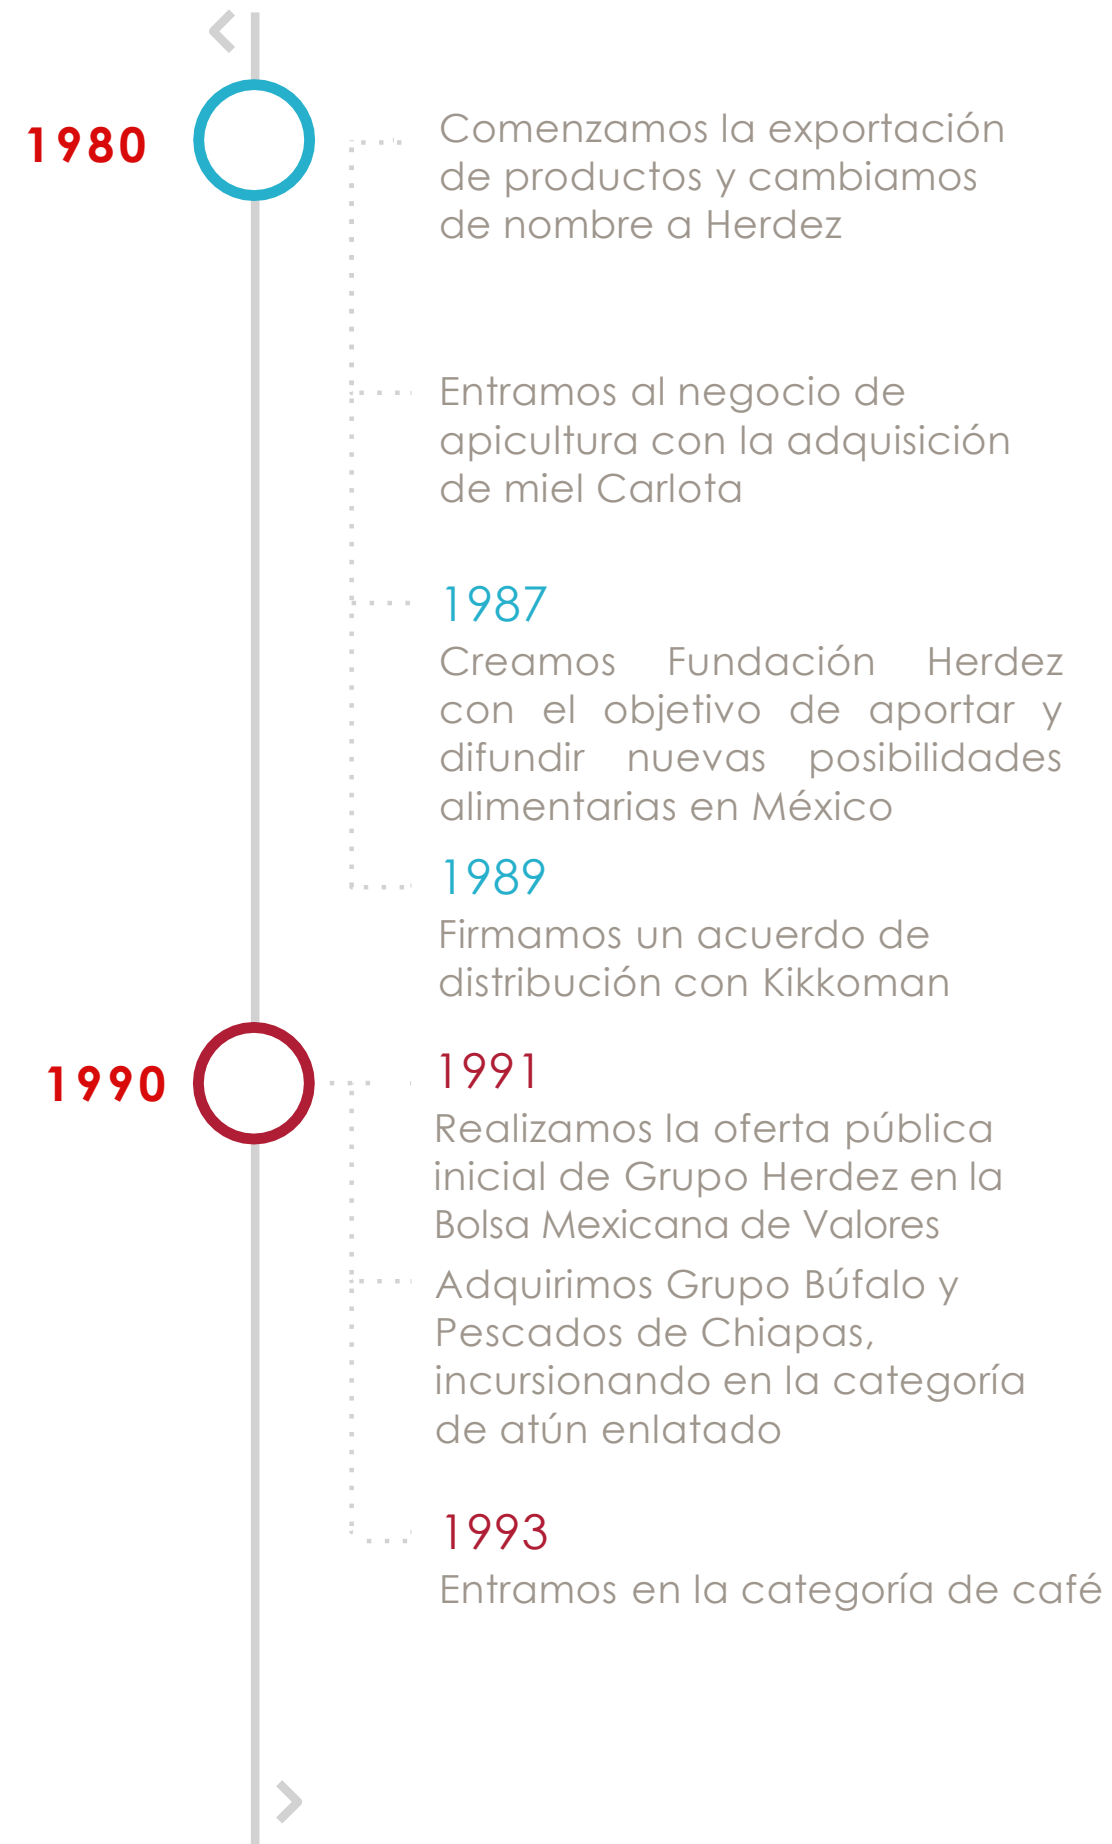 1980
Comenzamos la exportación
de productos y cambiamos
de nombre a Herdez
Entramos al negocio de
apicultura con la adquisición
de miel Carlota
1987
Creamos Fundación Herdez
con el objetivo de aportar y
difundir nuevas posibilidades
alimentarias en México
1989
Firmamos un acuerdo de
distribución con Kikkoman
1990
1991
Realizamos la oferta pública
inicial de Grupo Herdez en la
Bolsa Mexicana de Valores
Adquirimos Grupo Búfalo y
Pescados de Chiapas,
incursionando en la categoría
de atún enlatado
1993
Entramos en la categoría de café